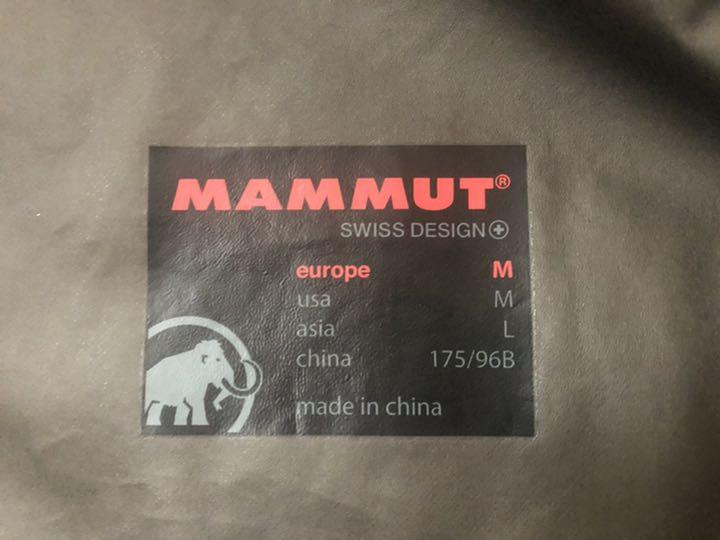 MAMMUT®
SWISS DESIGN
europe M
usa M
asia L
china 175/96B
made in china